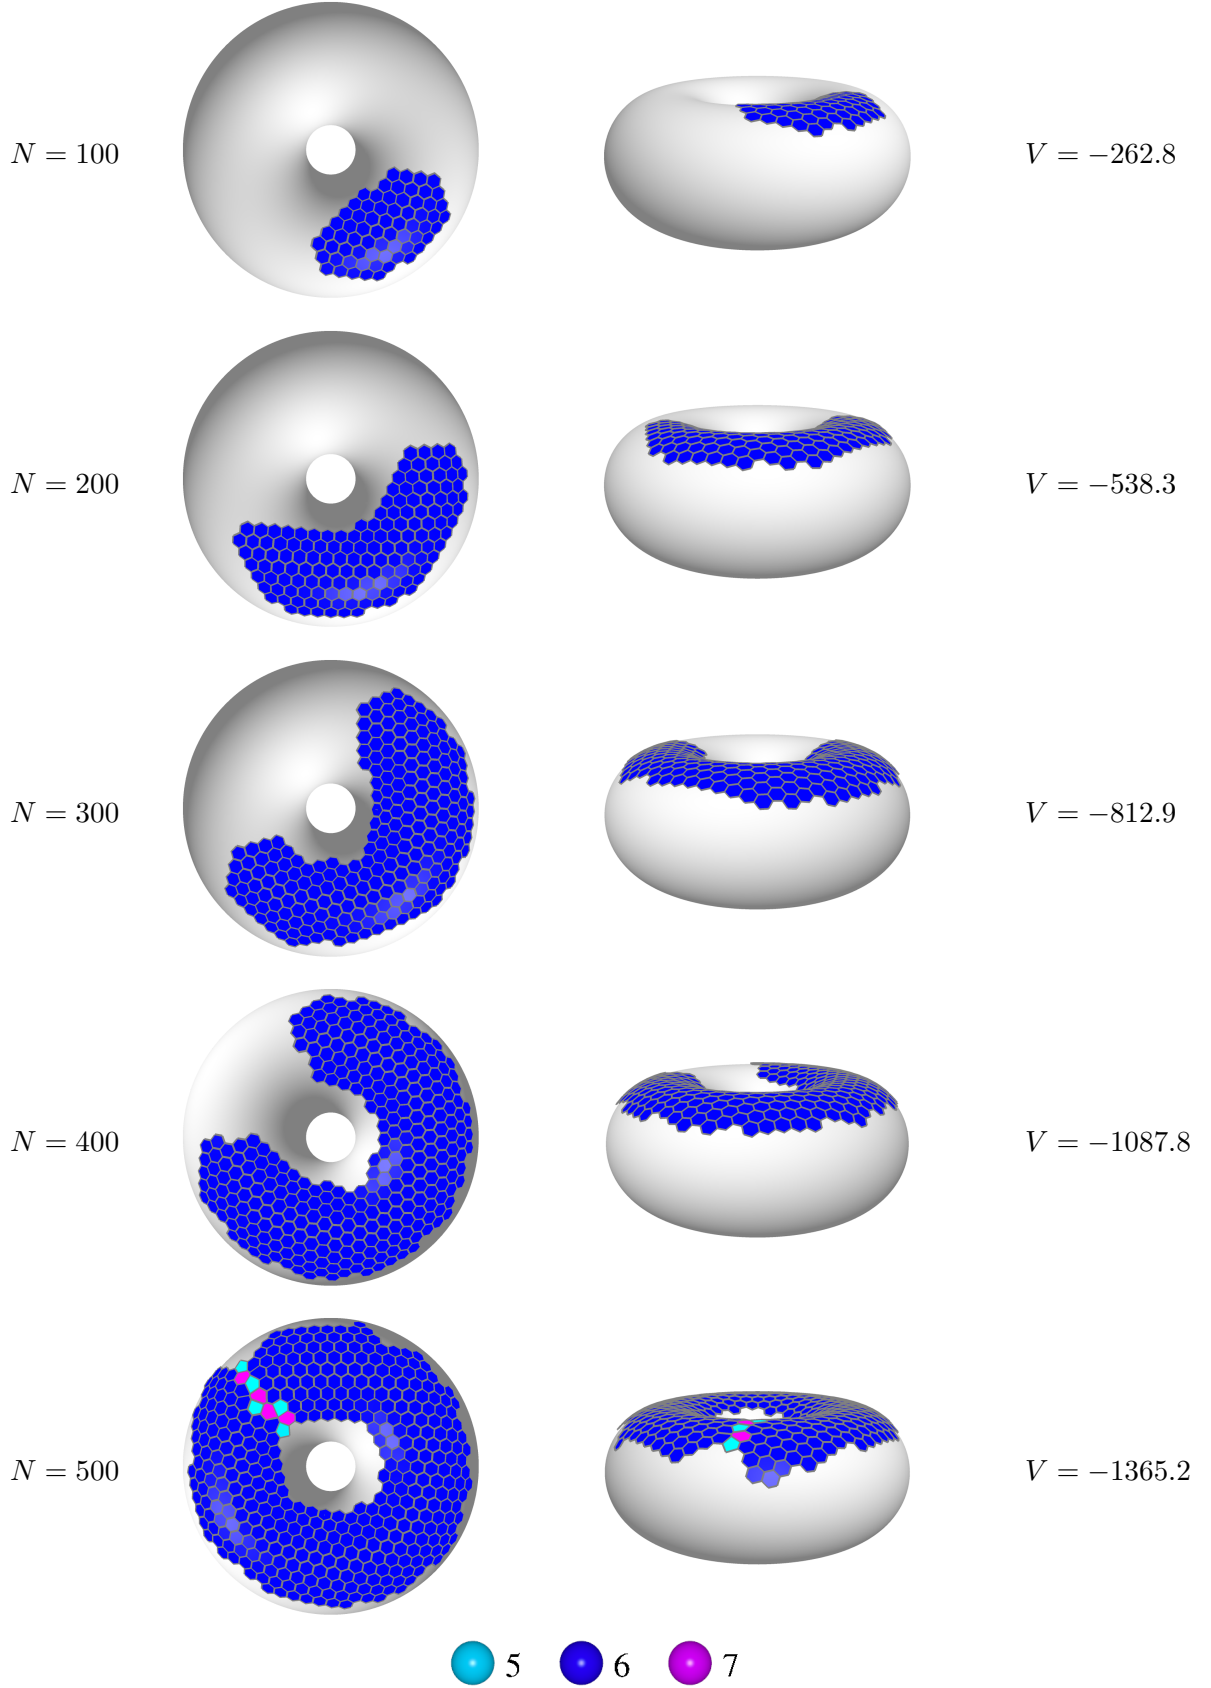 N = 100 V = −262.8
N = 200 V = −538.3
N = 300 V = −812.9
N = 400 V = −1087.8
N = 500 V = −1365.2
5 6 7